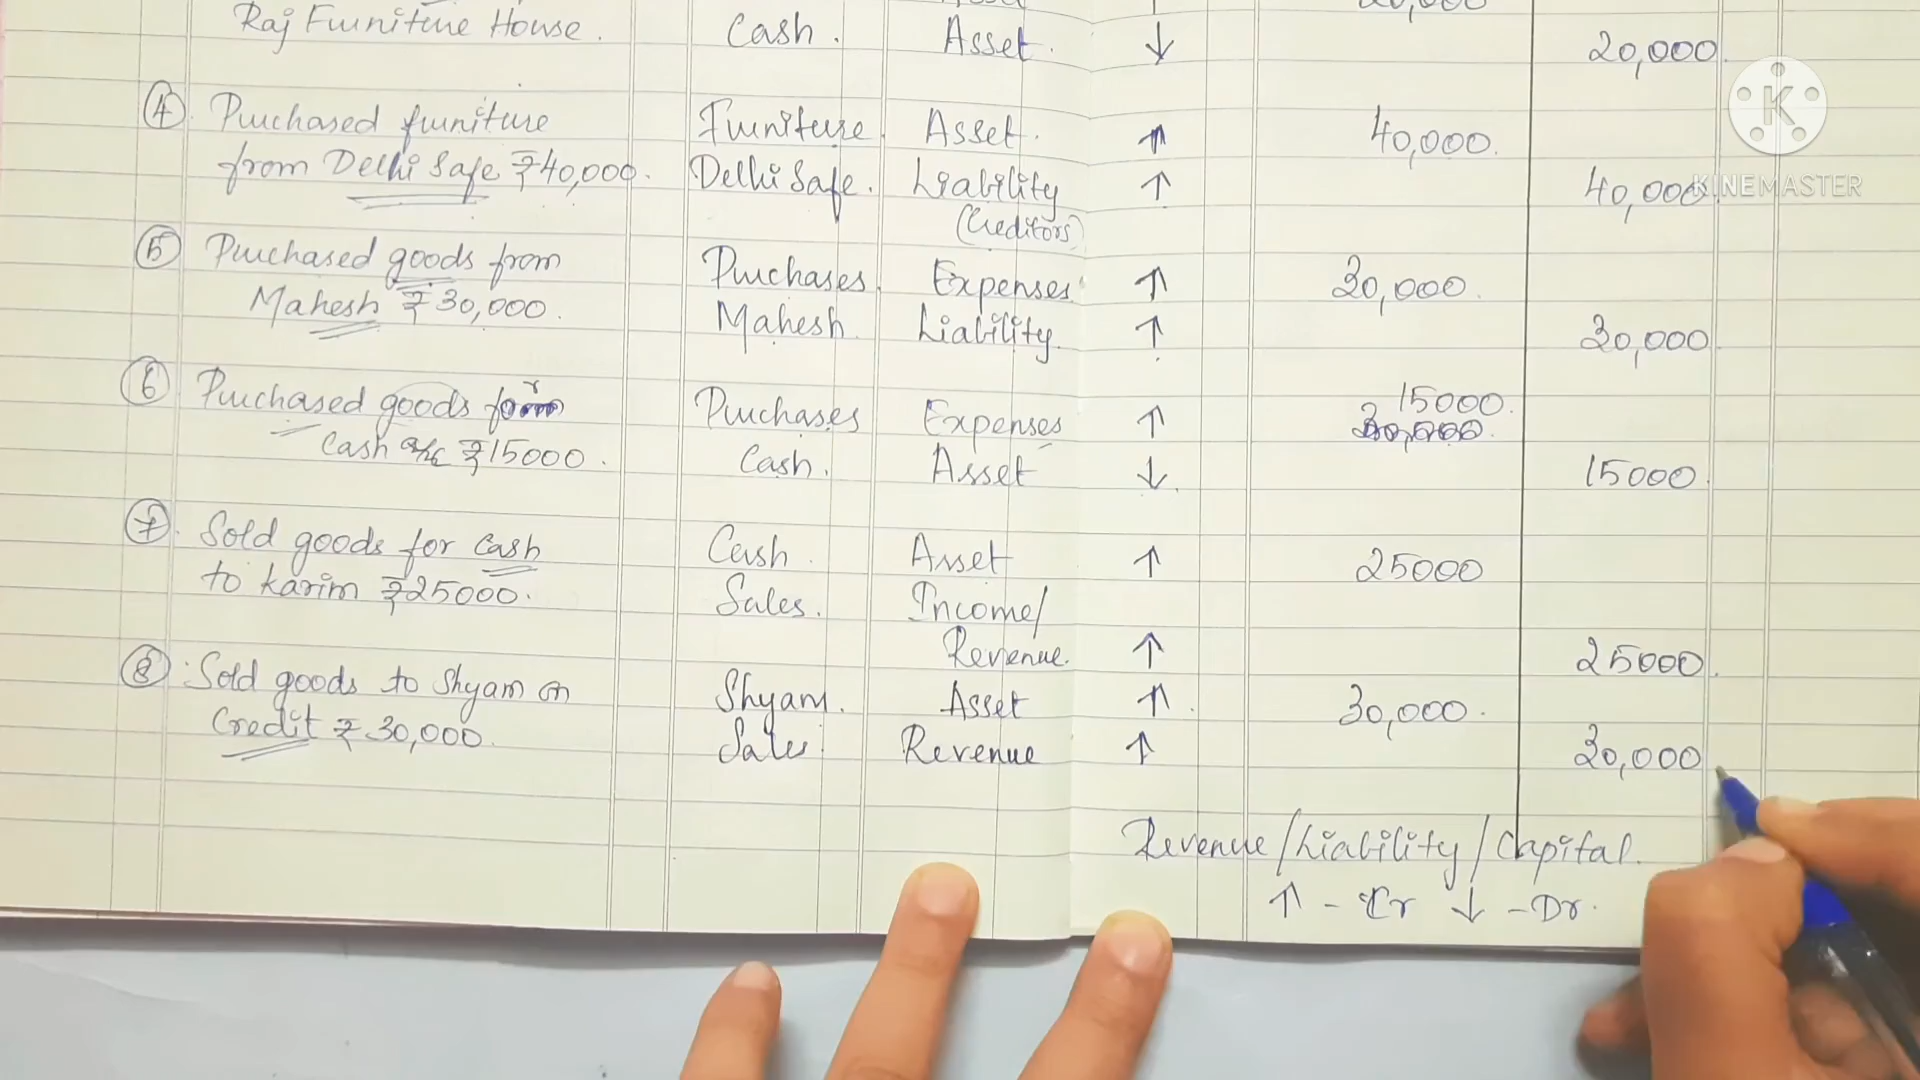 Raj Furniture House. Cash. Asset. ↓ 20,000
④ Purchased furniture Furniture Asset. ↑ 40,000.
from Delhi Safe ₹40,000. Delhi Safe. Liability ↑ 40,000
(Creditors)
⑤ Purchased goods from Purchases Expenses ↑ 30,000.
Mahesh ₹30,000. Mahesh Liability ↑ 30,000
⑥ Purchased goods for Purchases Expenses ↑ 15000.
Cash a/c ₹15000. Cash. Asset ↓. 15000
⑦. Sold goods for cash Cash Asset ↑ 25000
to Karim ₹25000. Sales. Income/
Revenue. ↑ 25000.
⑧. Sold goods to Shyam on Shyam. Asset ↑. 30,000.
Credit ₹30,000. Sales Revenue ↑ 30,000
Revenue/Liability/Capital.
↑ - Cr ↓ - Dr.
K
KINEMASTER